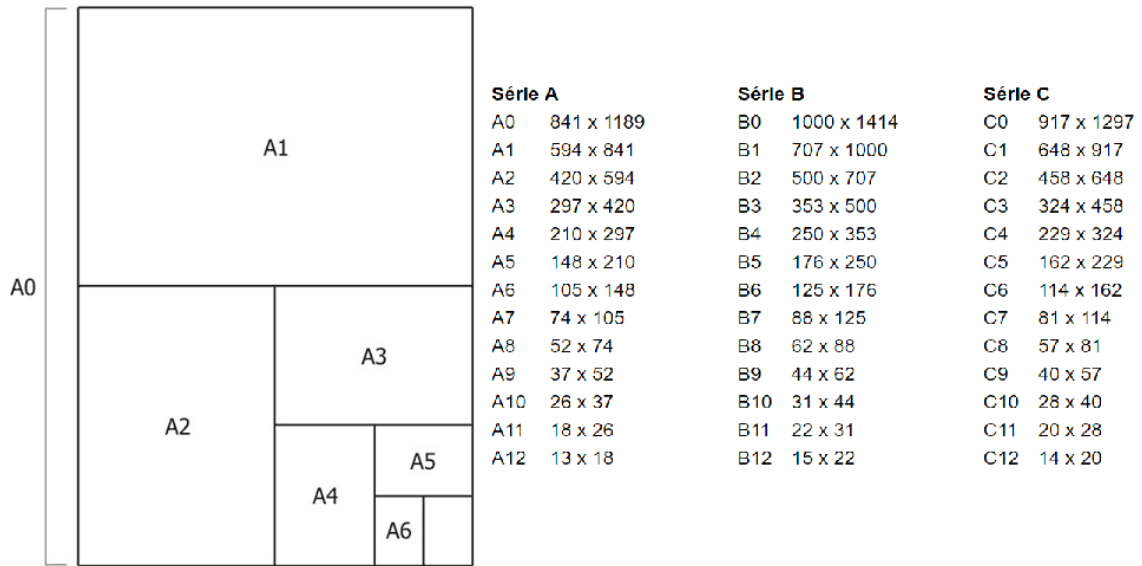 A0
A1
A2
A3
A4
A5
A6
Série A
A0 841 x 1189
A1 594 x 841
A2 420 x 594
A3 297 x 420
A4 210 x 297
A5 148 x 210
A6 105 x 148
A7 74 x 105
A8 52 x 74
A9 37 x 52
A10 26 x 37
A11 18 x 26
A12 13 x 18
Série B
B0 1000 x 1414
B1 707 x 1000
B2 500 x 707
B3 353 x 500
B4 250 x 353
B5 176 x 250
B6 125 x 176
B7 88 x 125
B8 62 x 88
B9 44 x 62
B10 31 x 44
B11 22 x 31
B12 15 x 22
Série C
C0 917 x 1297
C1 648 x 917
C2 458 x 648
C3 324 x 458
C4 229 x 324
C5 162 x 229
C6 114 x 162
C7 81 x 114
C8 57 x 81
C9 40 x 57
C10 28 x 40
C11 20 x 28
C12 14 x 20